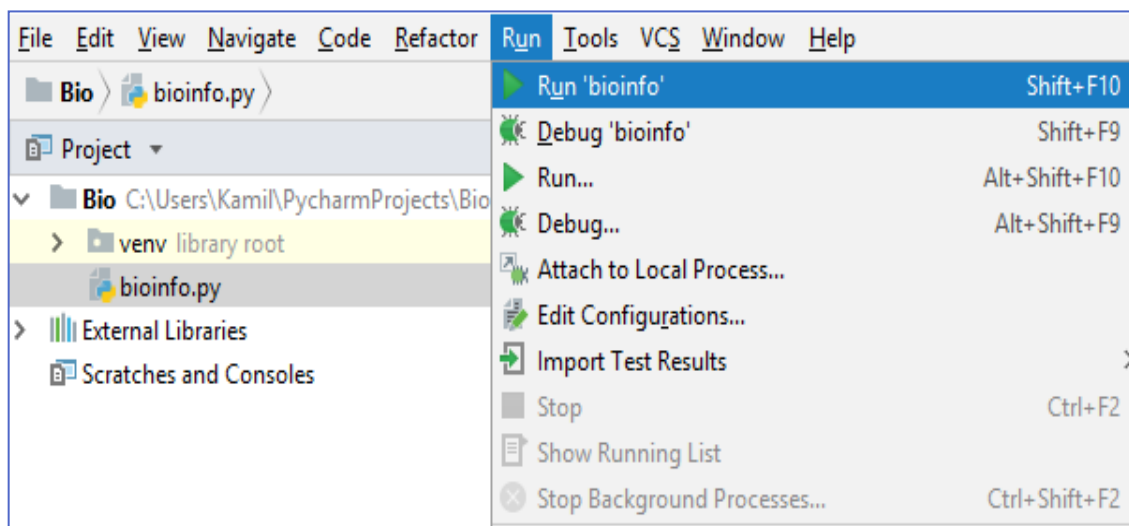 File Edit View Navigate Code Refactor Run Tools VCS Window Help
Bio bioinfo.py
Project
Bio C:\Users\Kamil\PycharmProjects\Bio
venv library root
bioinfo.py
External Libraries
Scratches and Consoles
Run 'bioinfo' Shift+F10
Debug 'bioinfo' Shift+F9
Run... Alt+Shift+F10
Debug... Alt+Shift+F9
Attach to Local Process...
Edit Configurations...
Import Test Results
Stop Ctrl+F2
Show Running List
Stop Background Processes... Ctrl+Shift+F2